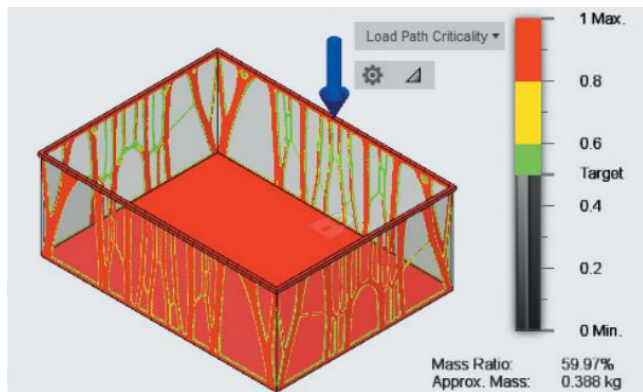 Load Path Criticality
1 Max.
0.8
0.6
Target
0.4
0.2
0 Min.
Mass Ratio: 59.97%
Approx. Mass: 0.388 kg